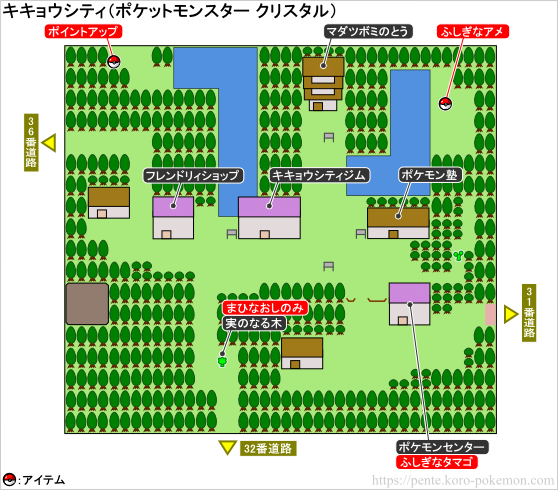 キキョウシティ(ポケットモンスター クリスタル)
ポイントアップ
マダツボミのとう
ふしぎなアメ
36番道路
フレンドリィショップ
キキョウシティジム
ポケモン塾
31番道路
まひなおしのみ
実のなる木
32番道路
ポケモンセンター
ふしぎなタマゴ
:アイテム
https://pente.koro-pokemon.com/